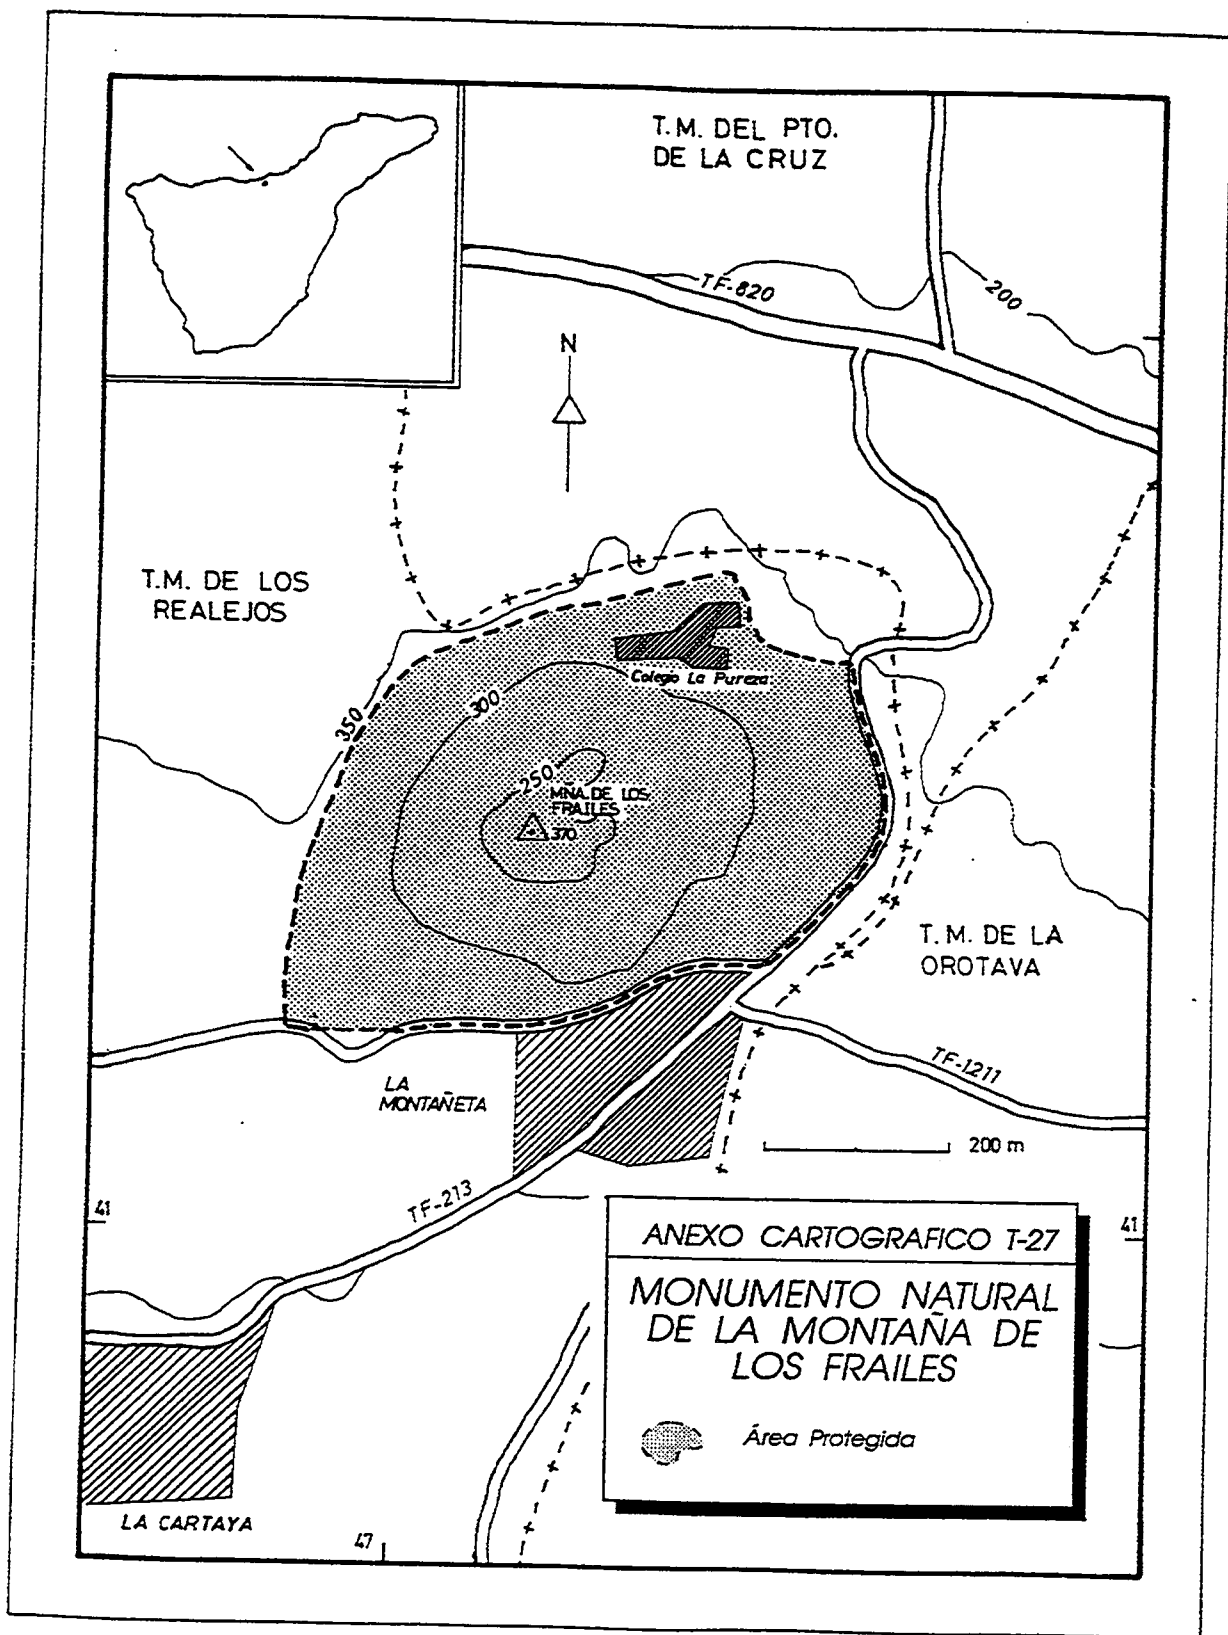 T.M. DEL PTO.
DE LA CRUZ
TF-820
200
N
T.M. DE LOS
REALEJOS
Colegio La Pureza
300
350
250
MÑA. DE LOS
FRAILES
370
T.M. DE LA
OROTAVA
TF-1211
LA
MONTAÑETA
200 m
TF-213
41
41
ANEXO CARTOGRAFICO T-27
MONUMENTO NATURAL
DE LA MONTAÑA DE
LOS FRAILES
Área Protegida
LA CARTAYA
47